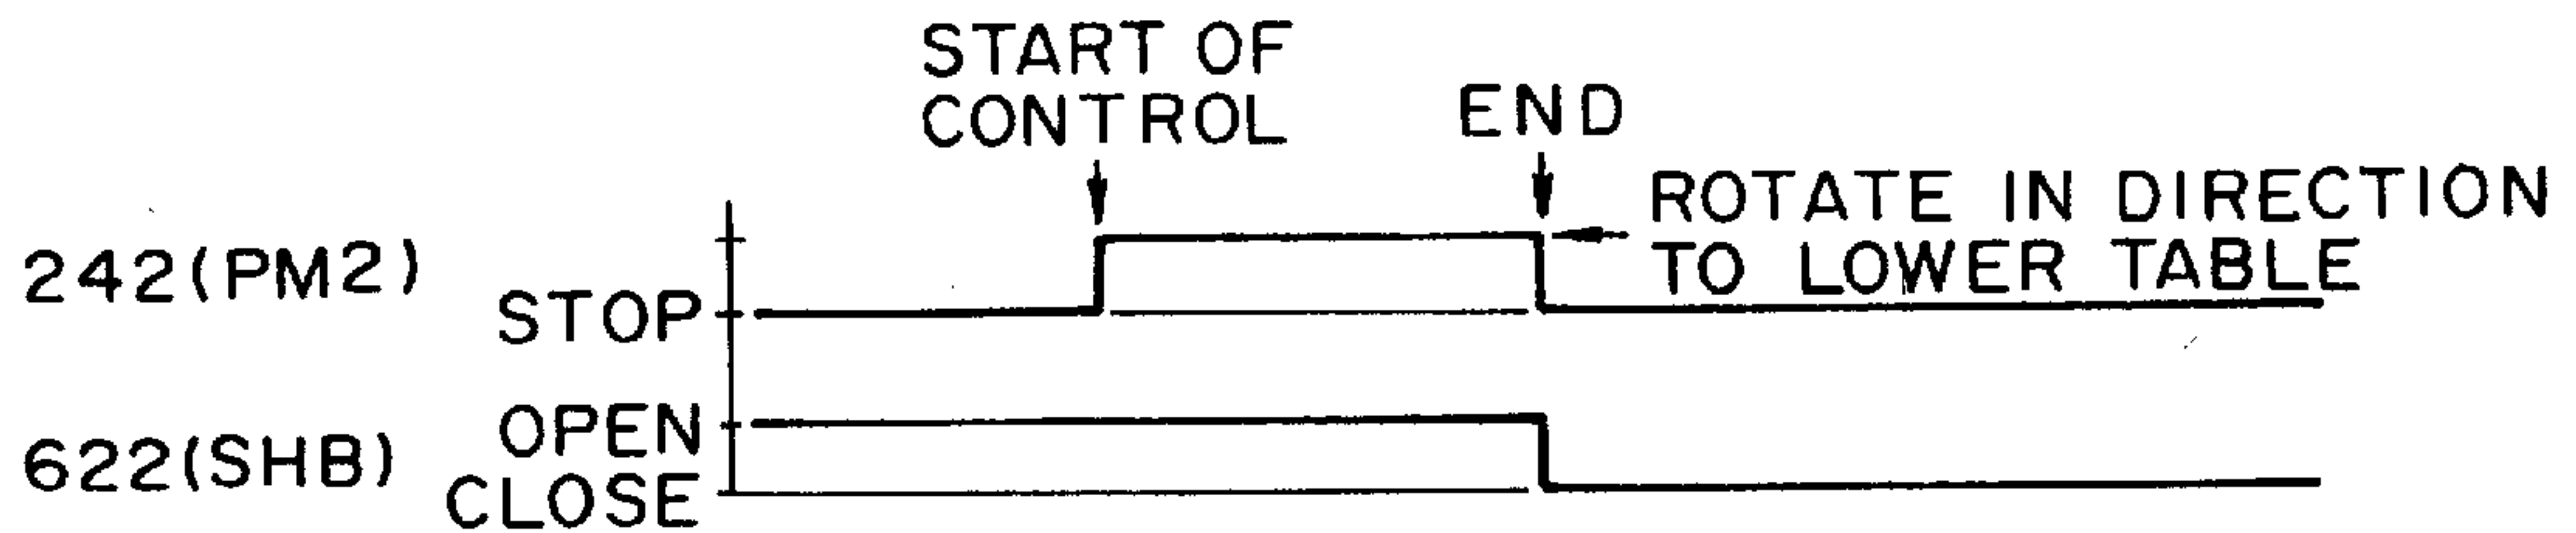 START OF
CONTROL
END
ROTATE IN DIRECTION
TO LOWER TABLE
242(PM2)
STOP
OPEN
622(SHB)
CLOSE